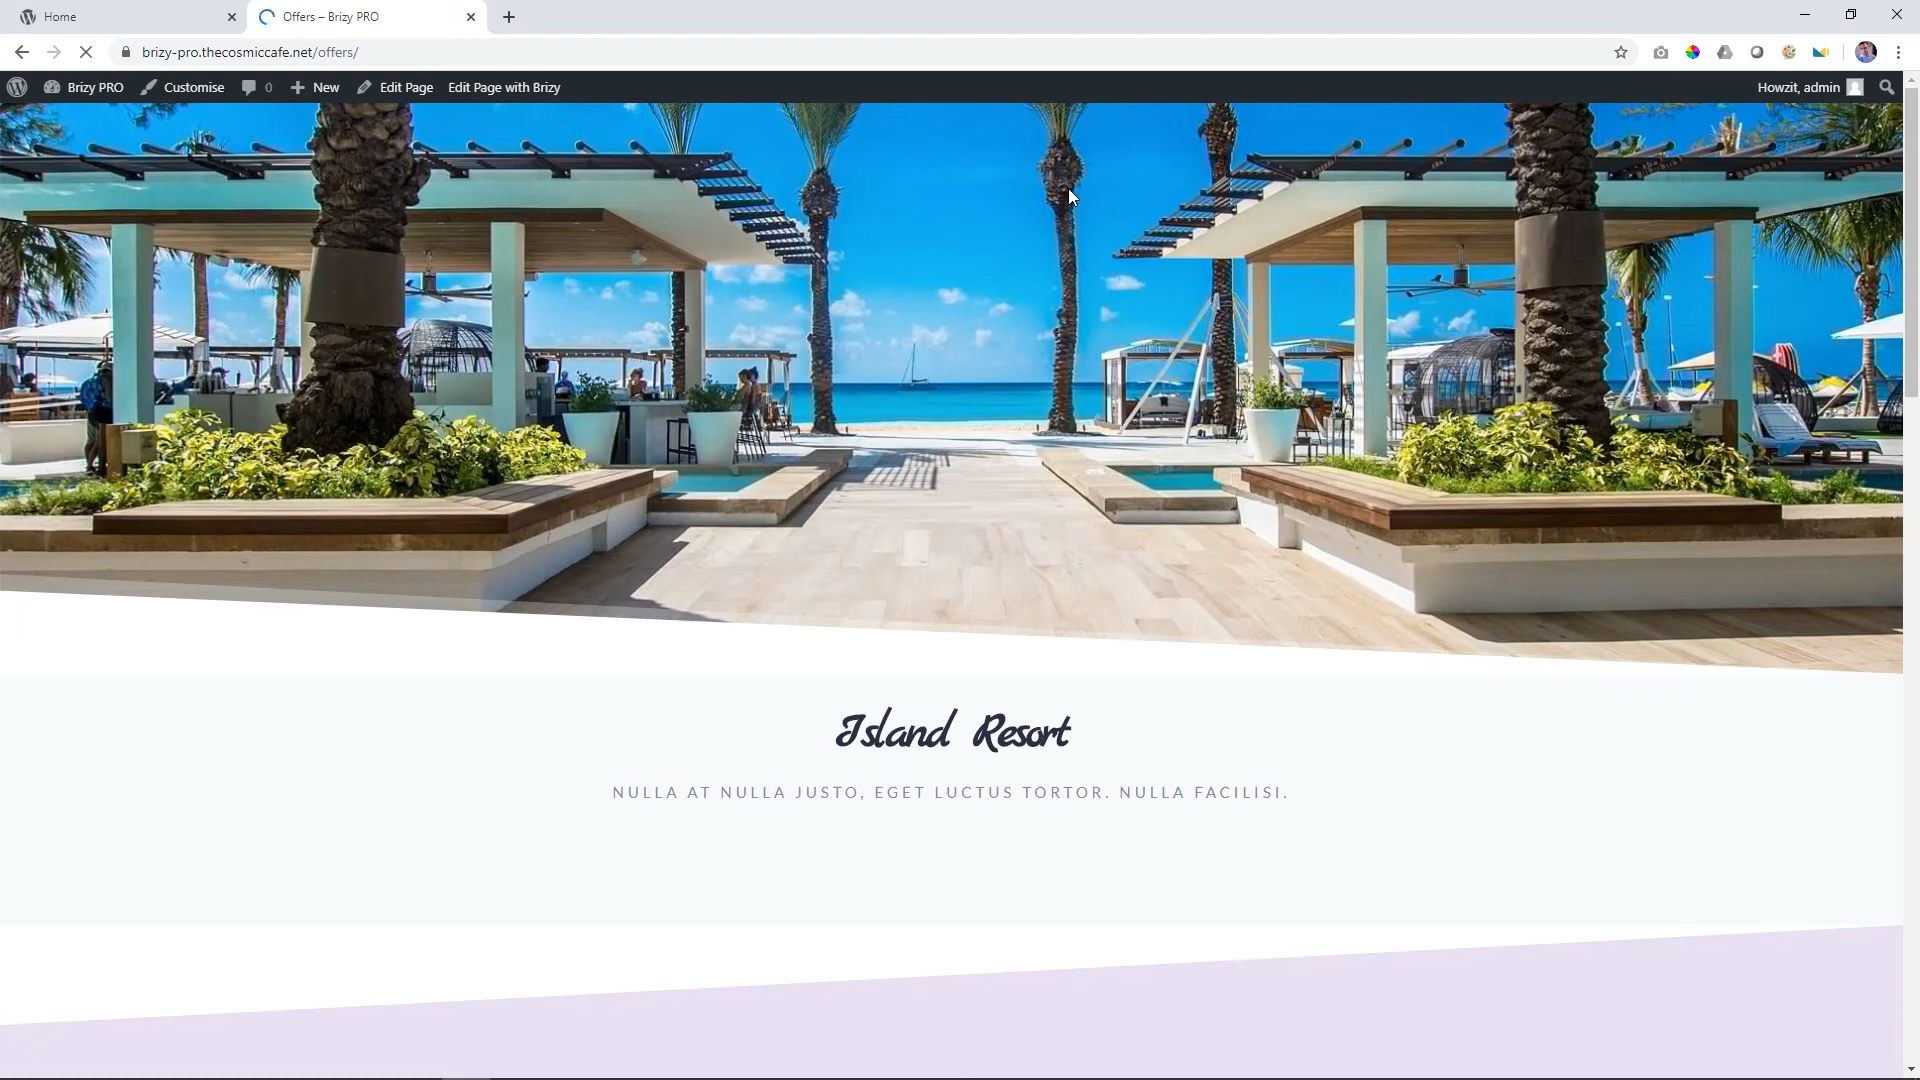 Home
Offers – Brizy PRO
brizy-pro.thecosmiccafe.net/offers/
Brizy PRO
Customise
0
New
Edit Page
Edit Page with Brizy
Howzit, admin
Island Resort
NULLA AT NULLA JUSTO, EGET LUCTUS TORTOR. NULLA FACILISI.